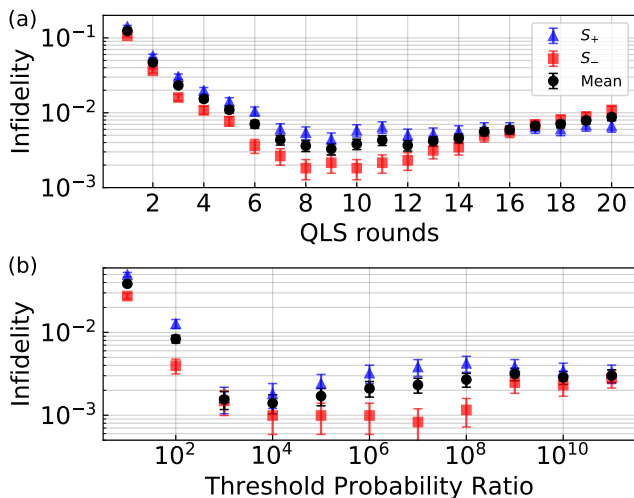 (a)
10^{-1}
10^{-2}
10^{-3}
Infidelity
S_+
S_-
Mean
2 4 6 8 10 12 14 16 18 20
QLS rounds
(b)
10^{-2}
10^{-3}
Infidelity
10^2 10^4 10^6 10^8 10^{10}
Threshold Probability Ratio